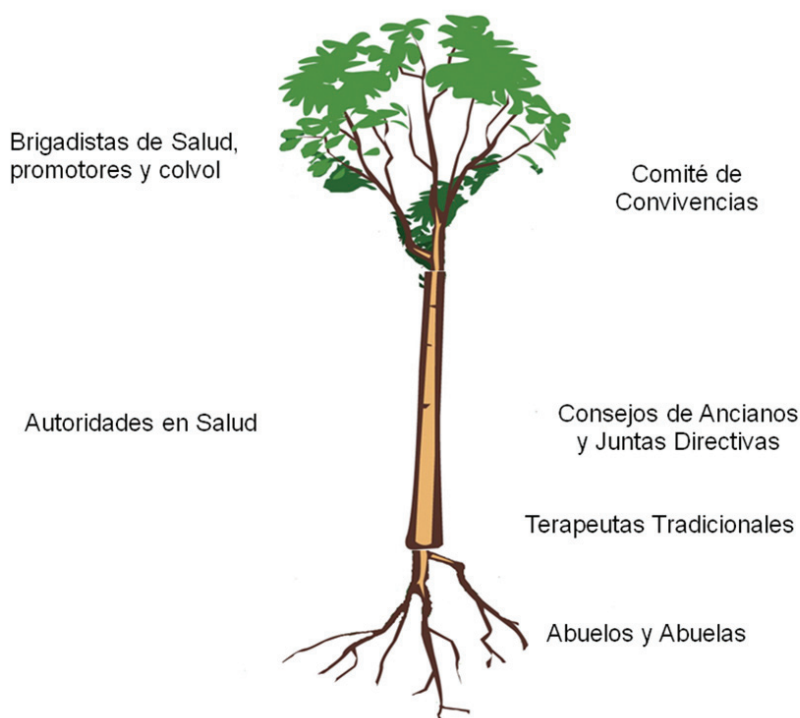 Brigadistas de Salud,
promotores y colvol
Comité de
Convivencias
Autoridades en Salud
Consejos de Ancianos
y Juntas Directivas
Terapeutas Tradicionales
Abuelos y Abuelas